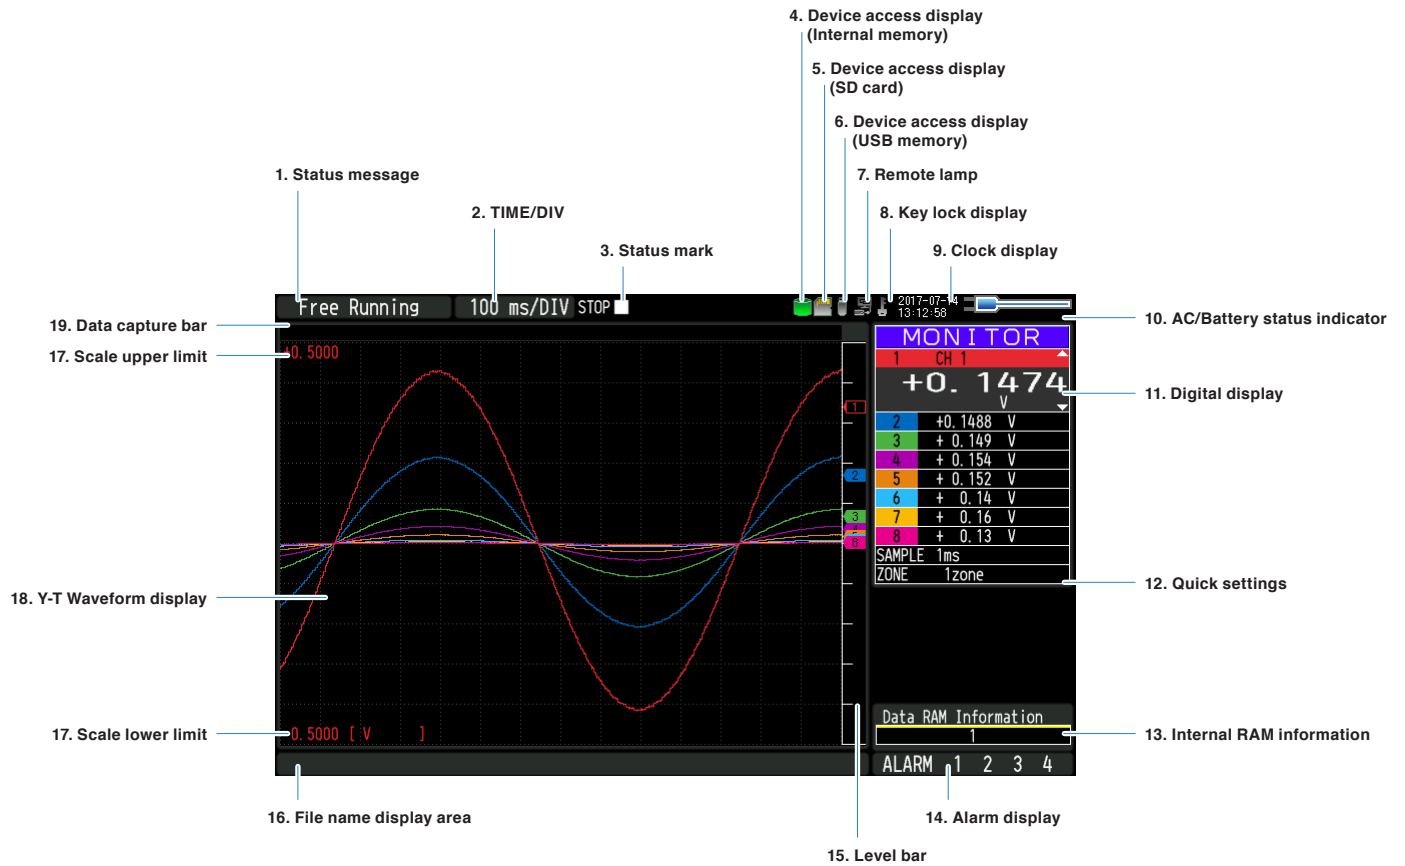 4. Device access display
(Internal memory)
5. Device access display
(SD card)
6. Device access display
(USB memory)
1. Status message
7. Remote lamp
2. TIME/DIV
8. Key lock display
3. Status mark
9. Clock display
Free Running
100 ms/DIV
STOP
2017-07-14
13:12:58
19. Data capture bar
10. AC/Battery status indicator
17. Scale upper limit
+0.5000
MONITOR
1 CH 1
+0. 1474
V
11. Digital display
1
2
3
4
8
2 +0.1488 V
3 + 0.149 V
4 + 0.154 V
5 + 0.152 V
6 + 0.14 V
7 + 0.16 V
8 + 0.13 V
SAMPLE 1ms
ZONE 1zone
12. Quick settings
18. Y-T Waveform display
17. Scale lower limit
0.5000 [ V ]
Data RAM Information
1
13. Internal RAM information
ALARM 1 2 3 4
16. File name display area
14. Alarm display
15. Level bar